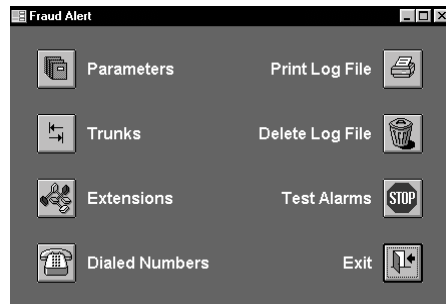 Fraud Alert
Parameters
Print Log File
Trunks
Delete Log File
Extensions
Test Alarms
STOP
Dialed Numbers
Exit